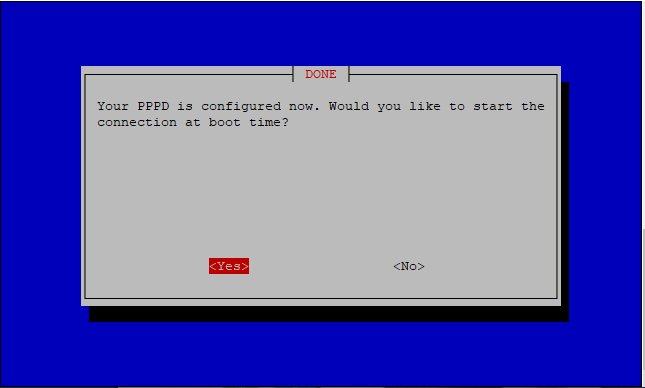 DONE
Your PPPD is configured now. Would you like to start the
connection at boot time?
<Yes> <No>